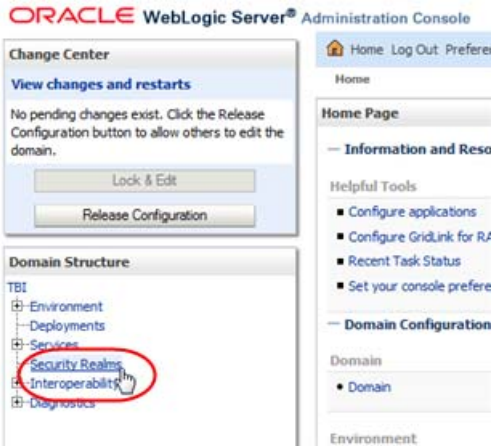 ORACLE WebLogic Server® Administration Console
Change Center
View changes and restarts
No pending changes exist. Click the Release
Configuration button to allow others to edit the
domain.
Lock & Edit
Release Configuration
Domain Structure
TBI
Environment
Deployments
Services
Security Realms
Interoperability
Diagnostics
Home Log Out
Home
Home Page
Information and
Helpful Tools
Configure applications
Configure GridLink for
Recent Task Status
Set your console
Domain Configuration
Domain
Domain
Environment